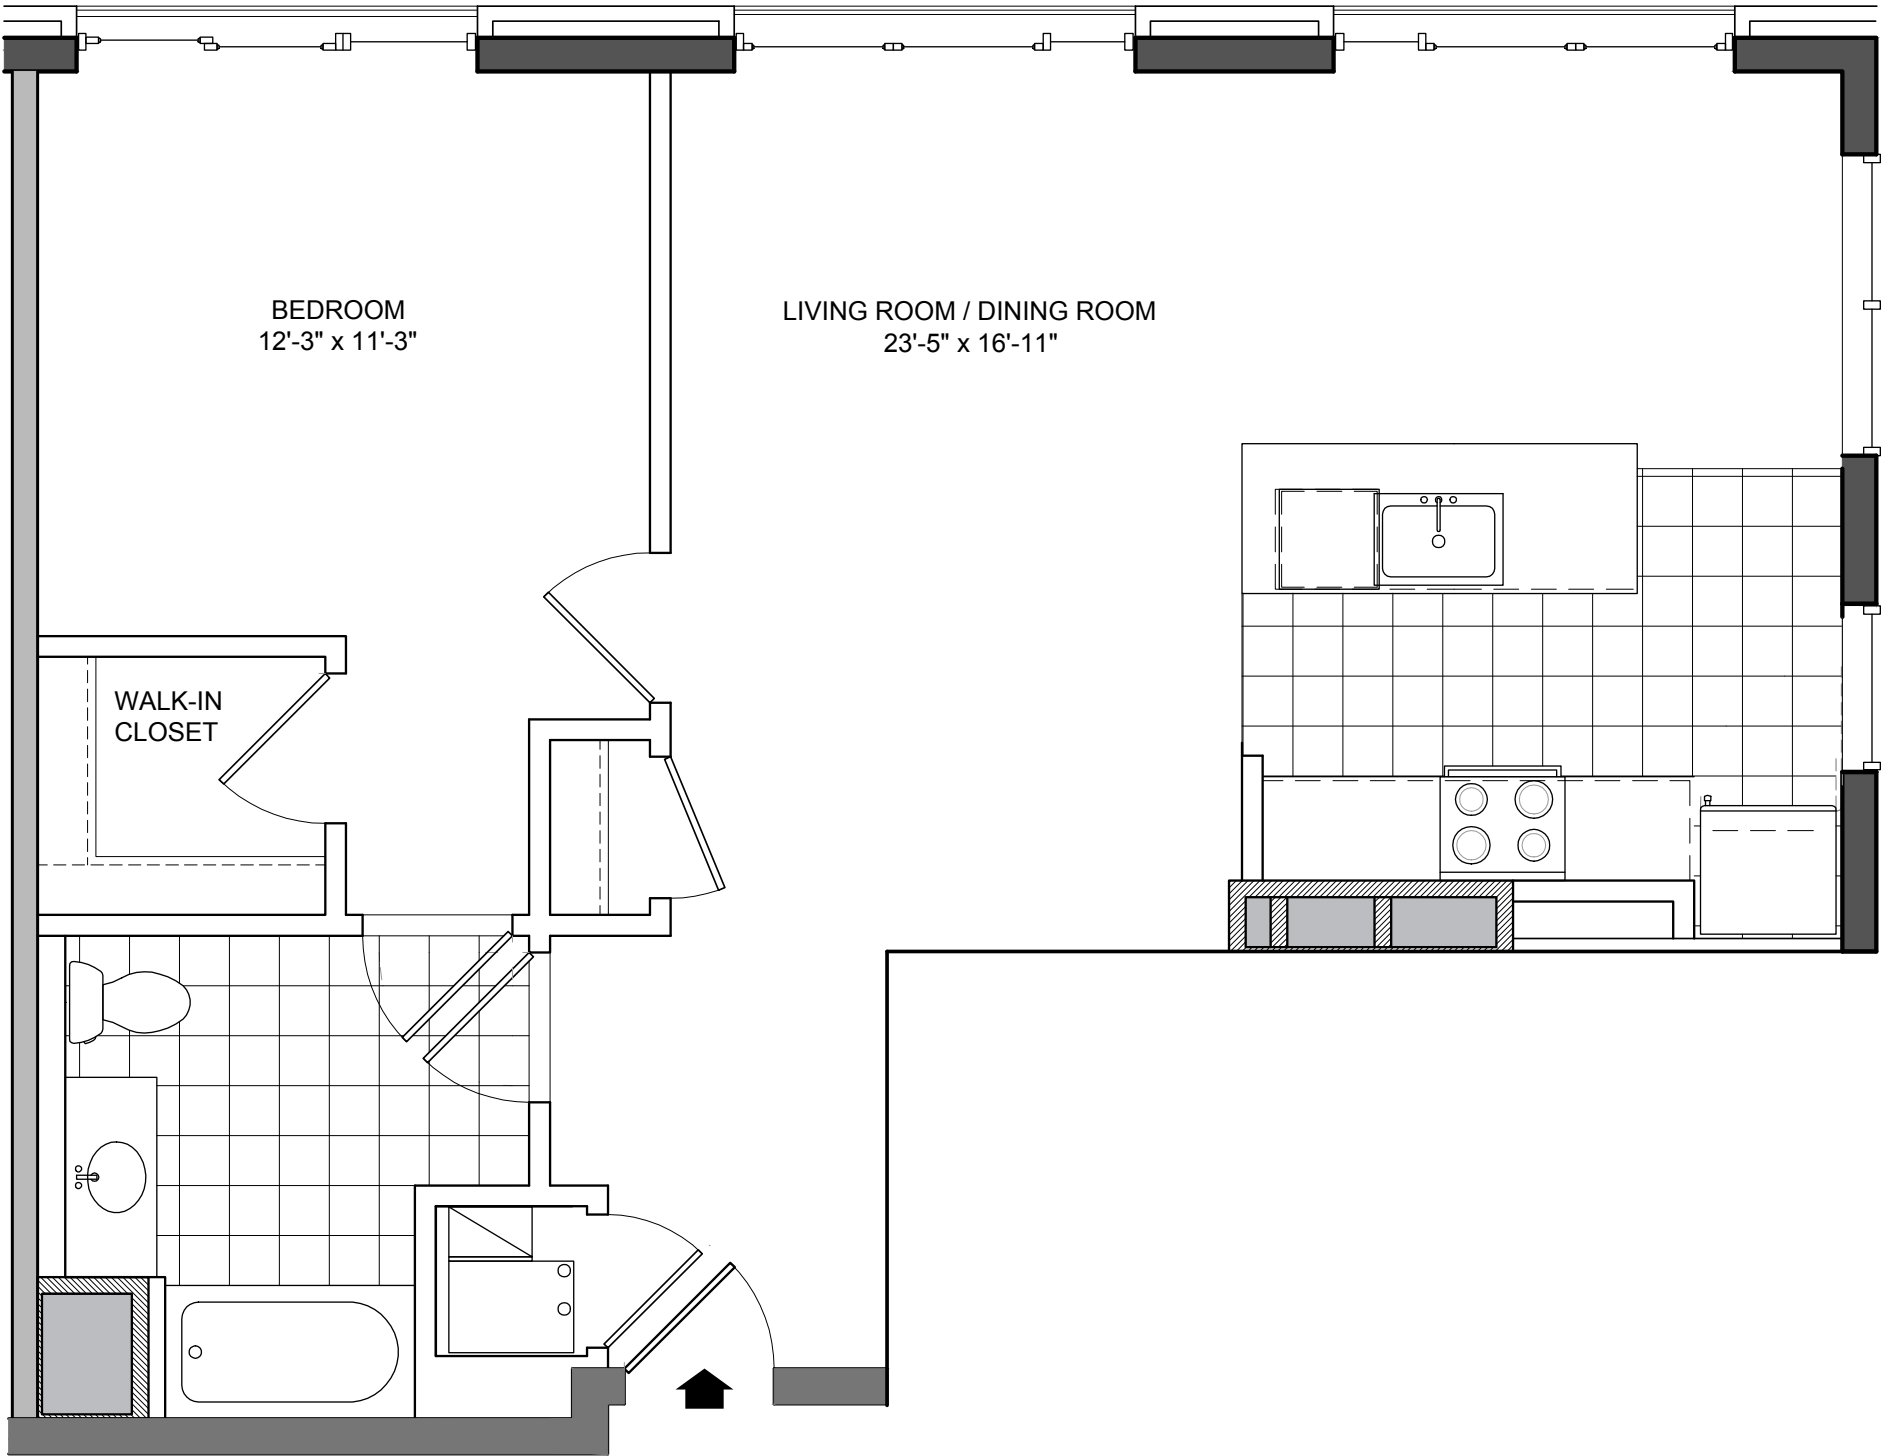 BEDROOM
12'-3" x 11'-3"
LIVING ROOM / DINING ROOM
23'-5" x 16'-11"
WALK-IN
CLOSET